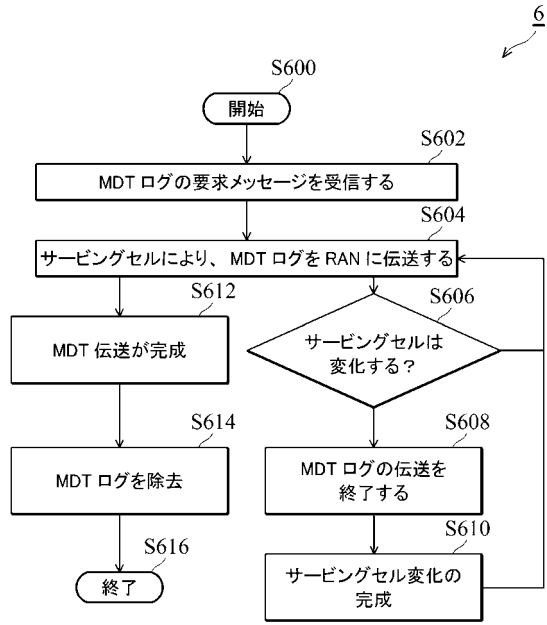 6
S600
開始
S602
MDT ログの要求メッセージを受信する
S604
サービングセルにより、MDT ログを RAN に伝送する
S612
MDT 伝送が完成
S606
サービングセルは
変化する？
S614
MDT ログを除去
S608
MDT ログの伝送を
終了する
S616
終了
S610
サービングセル変化の
完成